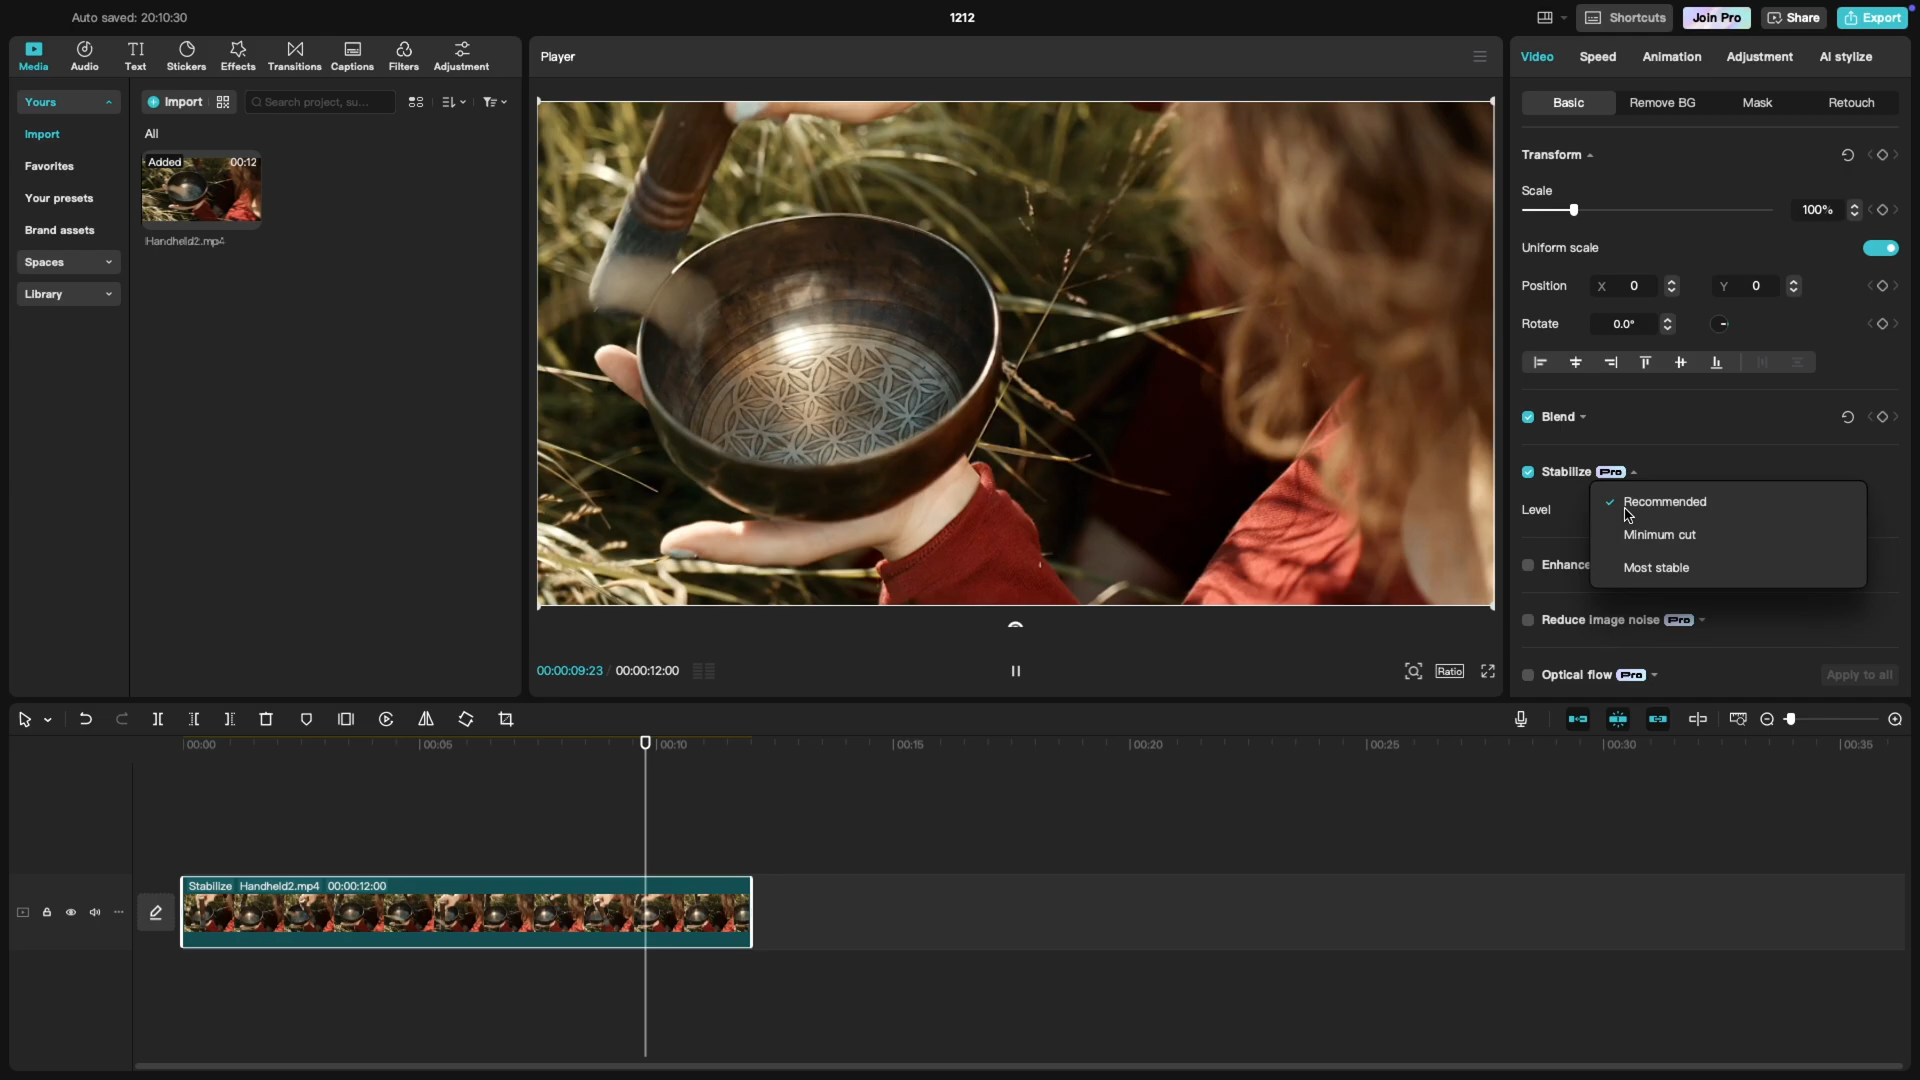 Auto saved: 20:10:30
1212
Shortcuts
Join Pro
Share
Export
Media
Audio
TI
Text
Stickers
Effects
Transitions
Captions
Filters
Adjustment
Yours
Import
Favorites
Your presets
Brand assets
Spaces
Library
Import
Search project, su...
All
Added
00:12
Handheld2.mp4
Player
00:00:09:23 / 00:00:12:00
Ratio
Video
Speed
Animation
Adjustment
AI stylize
Basic
Remove BG
Mask
Retouch
Transform
Scale
100%
Uniform scale
Position X 0 Y 0
Rotate 0.0°
Blend
Stabilize Pro
Level
Recommended
Minimum cut
Most stable
Enhance
Reduce image noise Pro
Optical flow Pro
Apply to all
00:00
00:05
00:10
00:15
00:20
00:25
00:30
00:35
Stabilize Handheld2.mp4 00:00:12:00